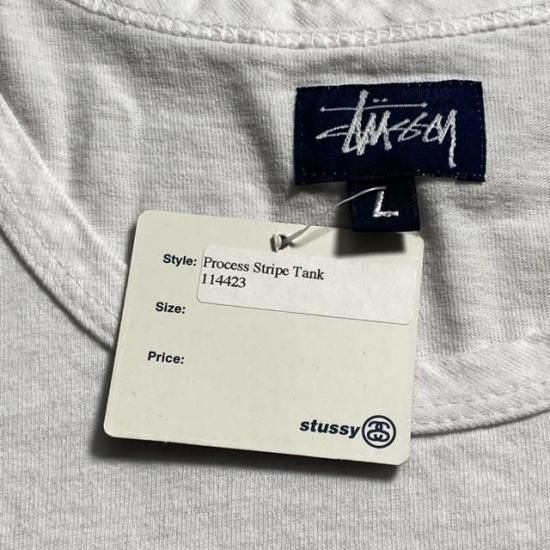 Stüssy
L
Style: Process Stripe Tank
114423
Size:
Price:
stussy